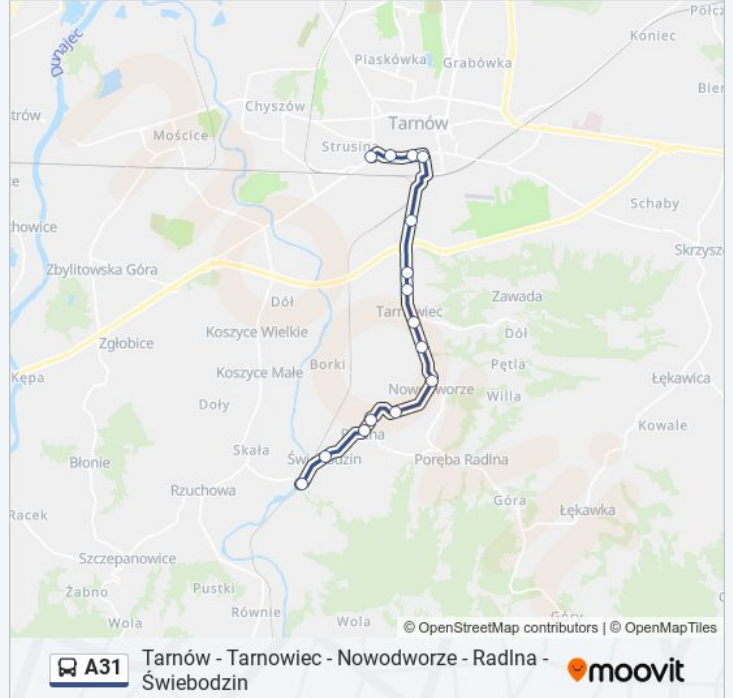 Połcz
Koniec
Dunajec
Piaskówka
Grabówka
Bier
Chyszów
trów
Tarnów
Mościce
Strusina
ce
Schaby
howice
Skrzysz
Zbylitowska Góra
Zawada
Dół
Tarnowiec
Koszyce Wielkie
Dół
Zgłobice
Borki
Pętla
Kępa
Koszyce Małe
Łękawica
Nowodworze
Willa
Doły
Kowale
Skała
Świebodzin
Poręba Radlna
Błonie
Rzuchowa
Góra
Łękawka
Racek
Szczepanowice
Żabno
Pustki
Wola
Równie
Wola
Góry
© OpenStreetMap contributors | © OpenMapTiles
A31
Tarnów - Tarnowiec - Nowodworze - Radlna -
Świebodzin
moovit